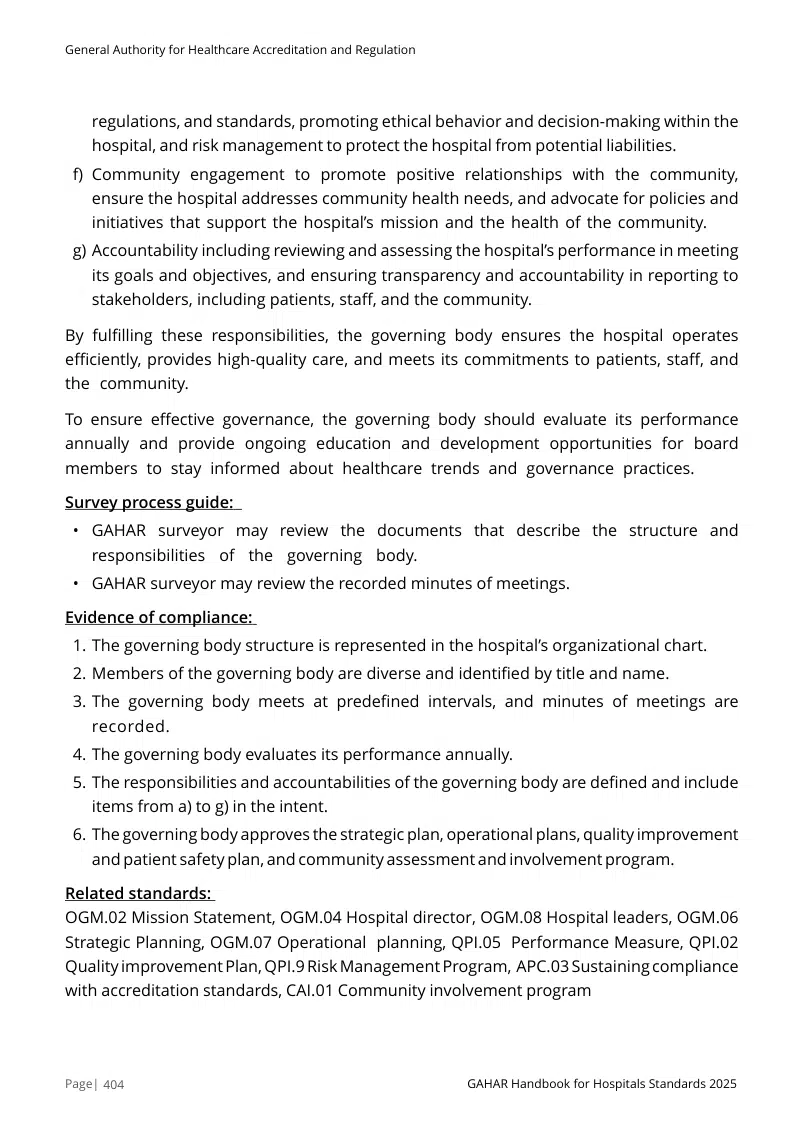 General Authority for Healthcare Accreditation and Regulation
regulations, and standards, promoting ethical behavior and decision-making within the
hospital, and risk management to protect the hospital from potential liabilities.
f) Community engagement to promote positive relationships with the community,
ensure the hospital addresses community health needs, and advocate for policies and
initiatives that support the hospital’s mission and the health of the community.
g) Accountability including reviewing and assessing the hospital’s performance in meeting
its goals and objectives, and ensuring transparency and accountability in reporting to
stakeholders, including patients, staff, and the community.
By fulfilling these responsibilities, the governing body ensures the hospital operates
efficiently, provides high-quality care, and meets its commitments to patients, staff, and
the community.
To ensure effective governance, the governing body should evaluate its performance
annually and provide ongoing education and development opportunities for board
members to stay informed about healthcare trends and governance practices.
Survey process guide:
• GAHAR surveyor may review the documents that describe the structure and
responsibilities of the governing body.
• GAHAR surveyor may review the recorded minutes of meetings.
Evidence of compliance:
1. The governing body structure is represented in the hospital’s organizational chart.
2. Members of the governing body are diverse and identified by title and name.
3. The governing body meets at predefined intervals, and minutes of meetings are
recorded.
4. The governing body evaluates its performance annually.
5. The responsibilities and accountabilities of the governing body are defined and include
items from a) to g) in the intent.
6. The governing body approves the strategic plan, operational plans, quality improvement
and patient safety plan, and community assessment and involvement program.
Related standards:
OGM.02 Mission Statement, OGM.04 Hospital director, OGM.08 Hospital leaders, OGM.06
Strategic Planning, OGM.07 Operational planning, QPI.05 Performance Measure, QPI.02
Quality improvement Plan, QPI.9 Risk Management Program, APC.03 Sustaining compliance
with accreditation standards, CAI.01 Community involvement program
Page| 404
GAHAR Handbook for Hospitals Standards 2025